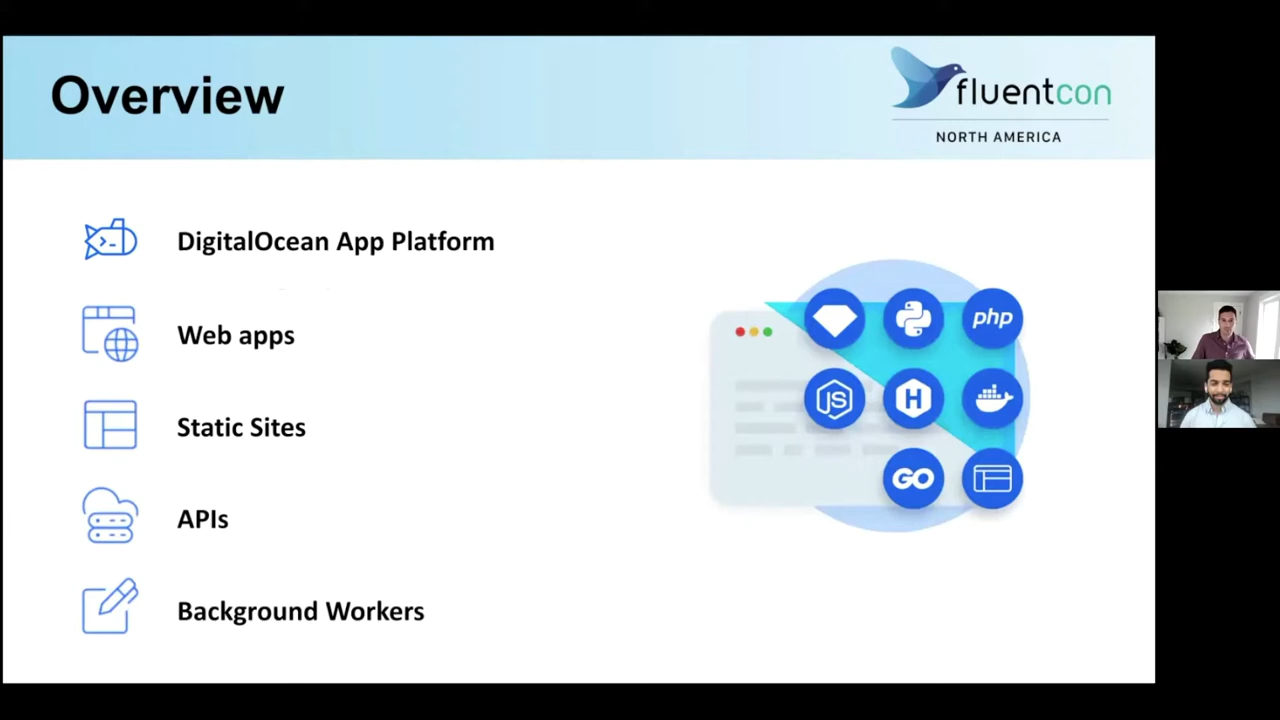 Overview
fluentcon
NORTH AMERICA
DigitalOcean App Platform
Web apps
Static Sites
APIs
Background Workers
php
JS
H
GO